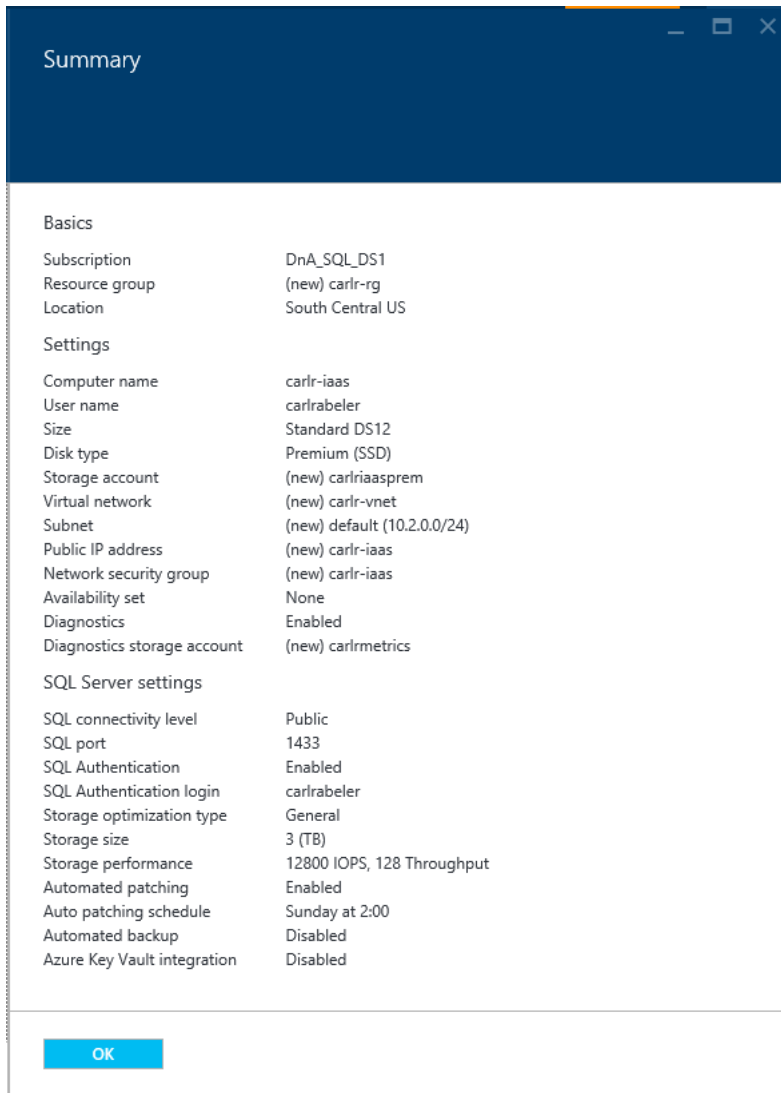 Summary
Basics
Subscription DnA_SQL_DS1
Resource group (new) carlr-rg
Location South Central US
Settings
Computer name carlr-iaas
User name carlrabeler
Size Standard DS12
Disk type Premium (SSD)
Storage account (new) carlriaasprem
Virtual network (new) carlr-vnet
Subnet (new) default (10.2.0.0/24)
Public IP address (new) carlr-iaas
Network security group (new) carlr-iaas
Availability set None
Diagnostics Enabled
Diagnostics storage account (new) carlrmetrics
SQL Server settings
SQL connectivity level Public
SQL port 1433
SQL Authentication Enabled
SQL Authentication login carlrabeler
Storage optimization type General
Storage size 3 (TB)
Storage performance 12800 IOPS, 128 Throughput
Automated patching Enabled
Auto patching schedule Sunday at 2:00
Automated backup Disabled
Azure Key Vault integration Disabled
OK